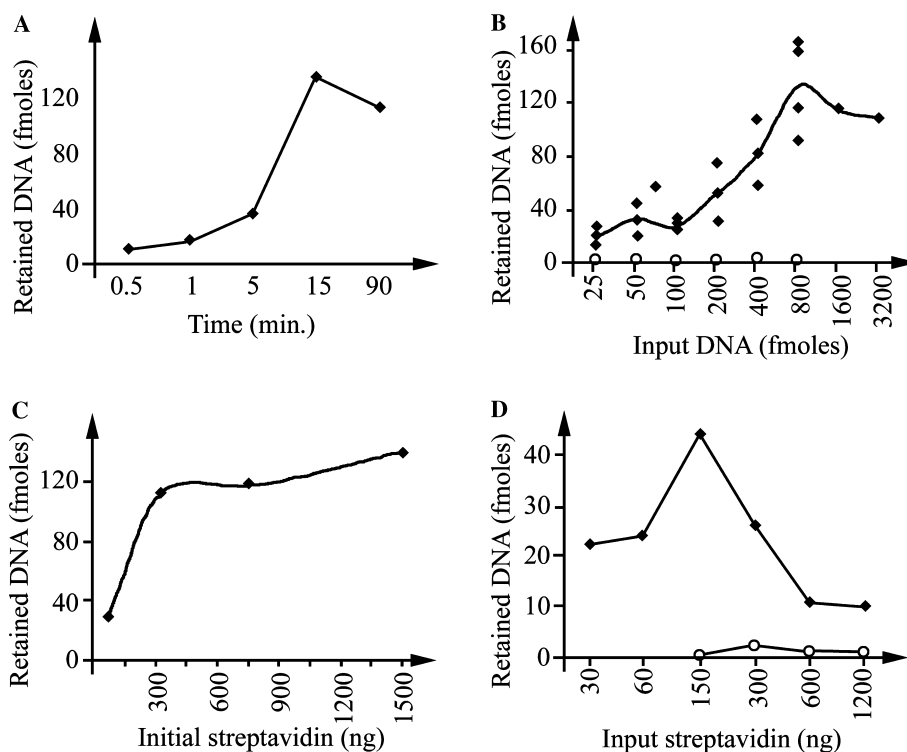 A
Retained DNA (fmoles)
120
80
40
0
0.5 1 5 15 90
Time (min.)
B
Retained DNA (fmoles)
160
120
80
40
0
25 50 100 200 400 800 1600 3200
Input DNA (fmoles)
C
Retained DNA (fmoles)
120
80
40
0
300 600 900 1200 1500
Initial streptavidin (ng)
D
Retained DNA (fmoles)
40
30
20
10
0
30 60 150 300 600 1200
Input streptavidin (ng)